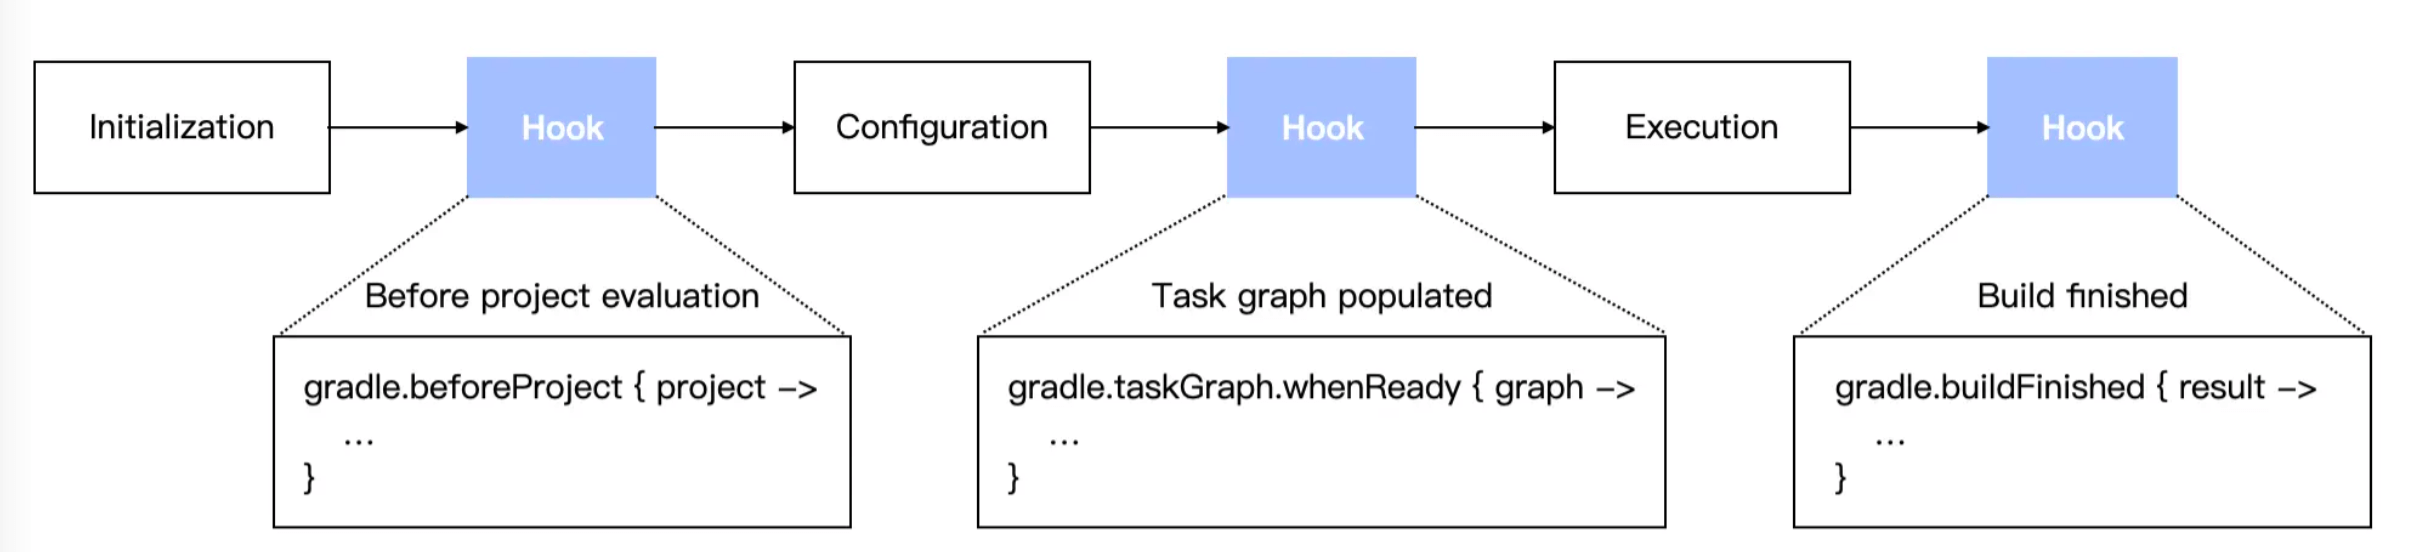 Initialization
Hook
Configuration
Hook
Execution
Hook
Before project evaluation
gradle.beforeProject { project –>
...
}
Task graph populated
gradle.taskGraph.whenReady { graph –>
...
}
Build finished
gradle.buildFinished { result –>
...
}